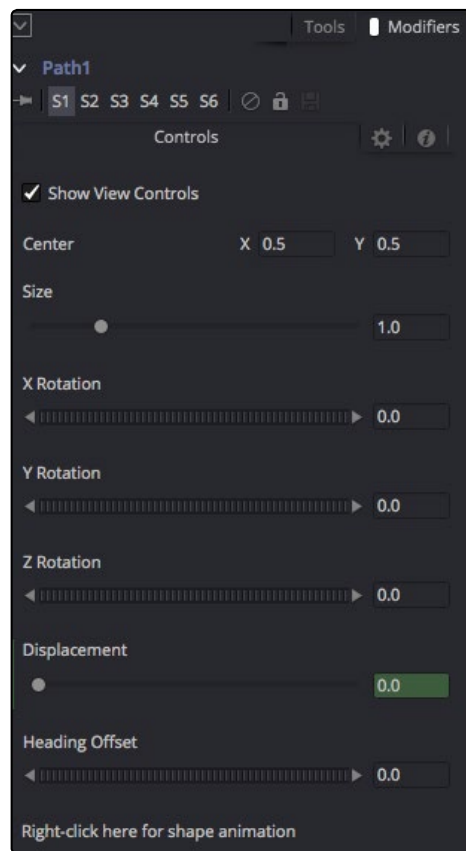 Tools Modifiers
Path1
S1 S2 S3 S4 S5 S6
Controls
Show View Controls
Center X 0.5 Y 0.5
Size
1.0
X Rotation
0.0
Y Rotation
0.0
Z Rotation
0.0
Displacement
0.0
Heading Offset
0.0
Right-click here for shape animation